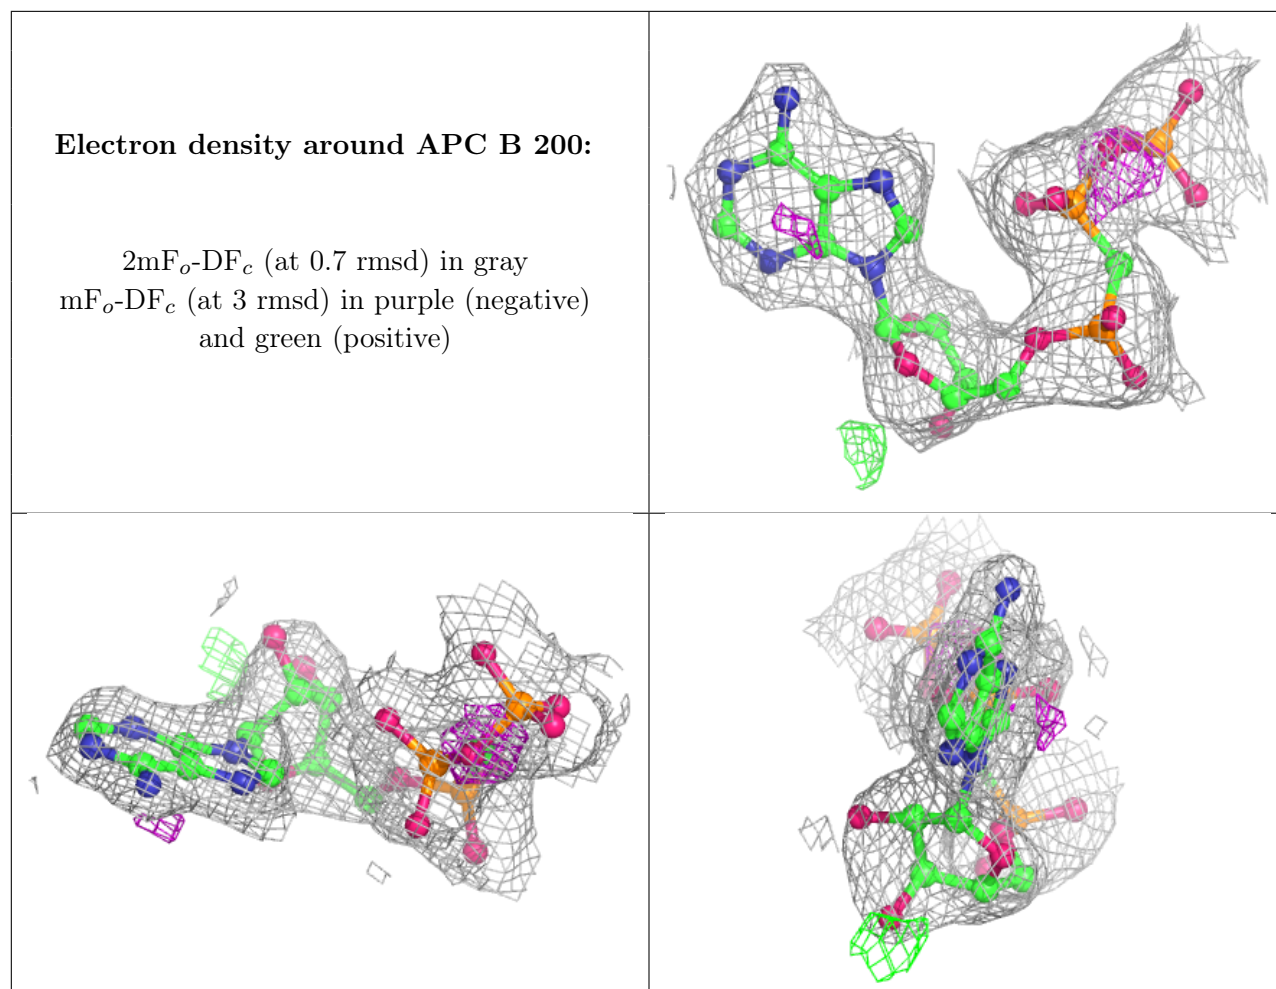 Electron density around APC B 200:
2mFo-DFc (at 0.7 rmsd) in gray
mFo-DFc (at 3 rmsd) in purple (negative)
and green (positive)